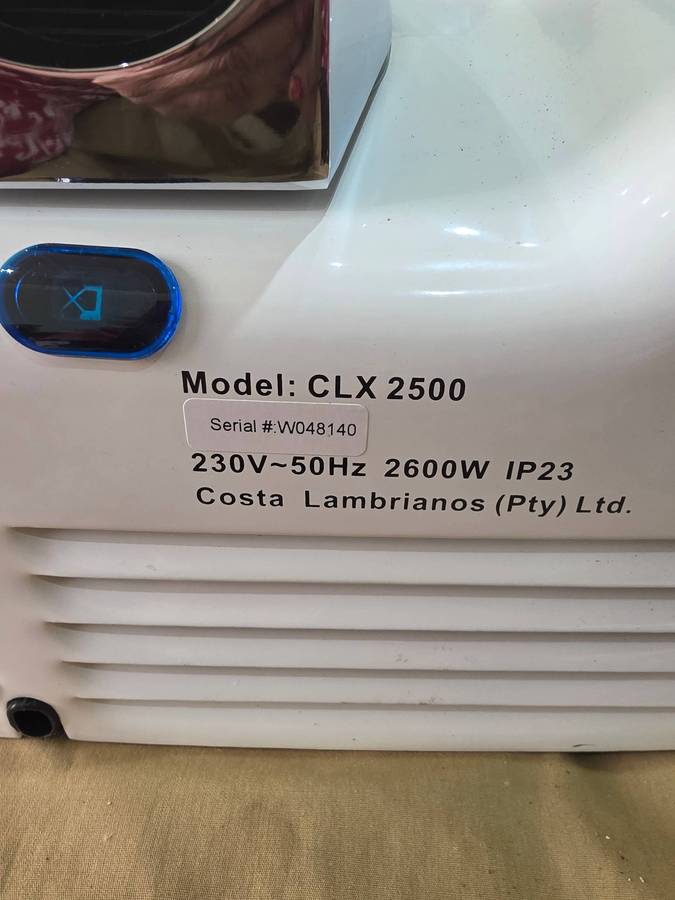 Model: CLX 2500
Serial #:W048140
230V~50Hz 2600W IP23
Costa Lambrianos (Pty) Ltd.